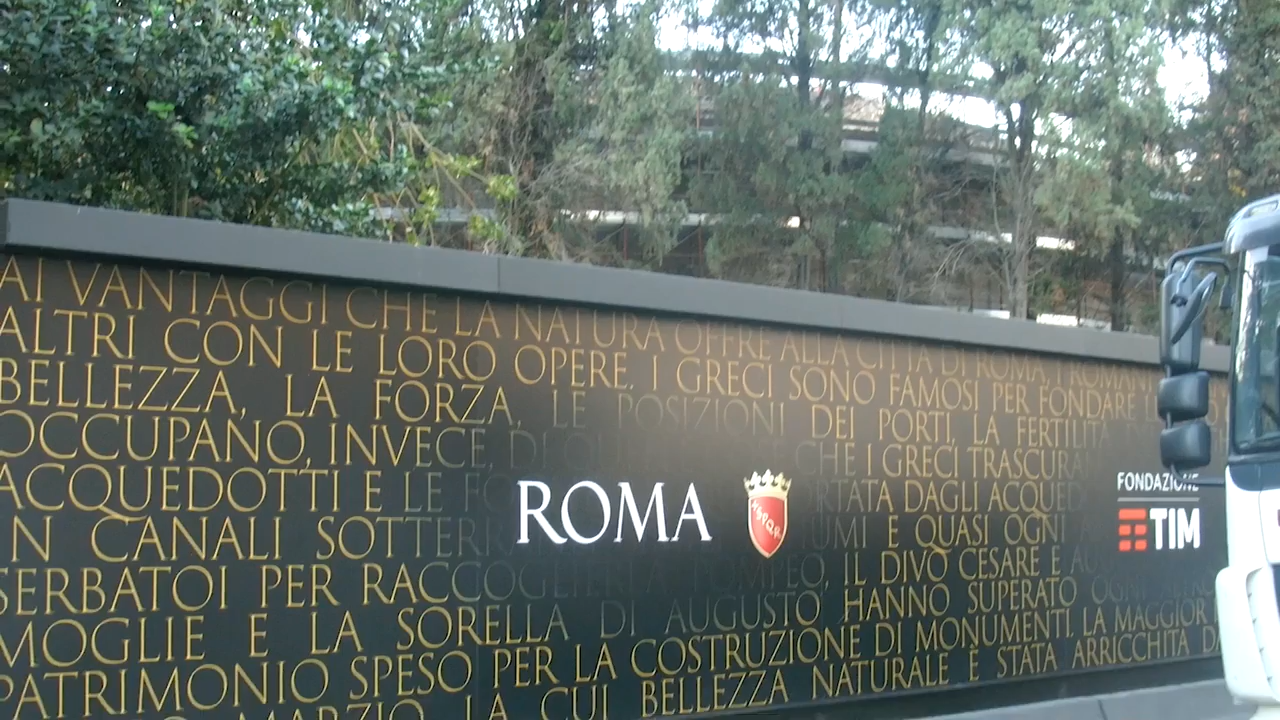 AI VANTAGGI CHE LA NATURA OFFRE ALLA CITTÀ DI ROMA, I ROMANI
ALTRI CON LE LORO OPERE. I GRECI SONO FAMOSI PER FONDARE
BELLEZZA, LA FORZA, LE POSIZIONI DEI PORTI, LA FERTILITÀ
OCCUPANO, INVECE, DI CHE I GRECI TRASCURA
ACQUEDOTTI E LE DAGLI ACQUED
IN CANALI SOTTERR FIUMI E QUASI OGNI
SERBATOI PER RACCOGLIERLA. POMPEO, IL DIVO CESARE E
MOGLIE E LA SORELLA DI AUGUSTO HANNO SUPERATO OGNI
PATRIMONIO SPESO PER LA COSTRUZIONE DI MONUMENTI. LA MAGGIOR
MARZIO, LA CUI BELLEZZA NATURALE È STATA ARRICCHITA
ROMA
SPQR
FONDAZIONE
TIM